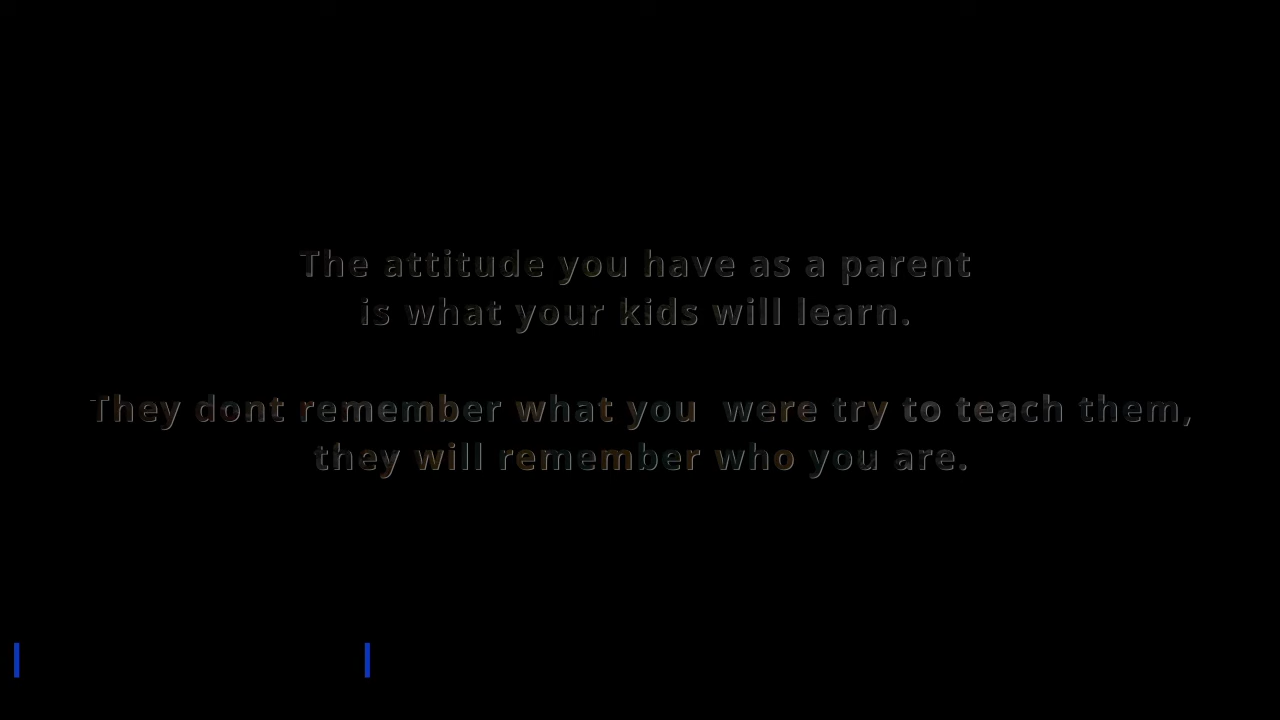 The attitude you have as a parent
is what your kids will learn.
They dont remember what you were try to teach them,
they will remember who you are.